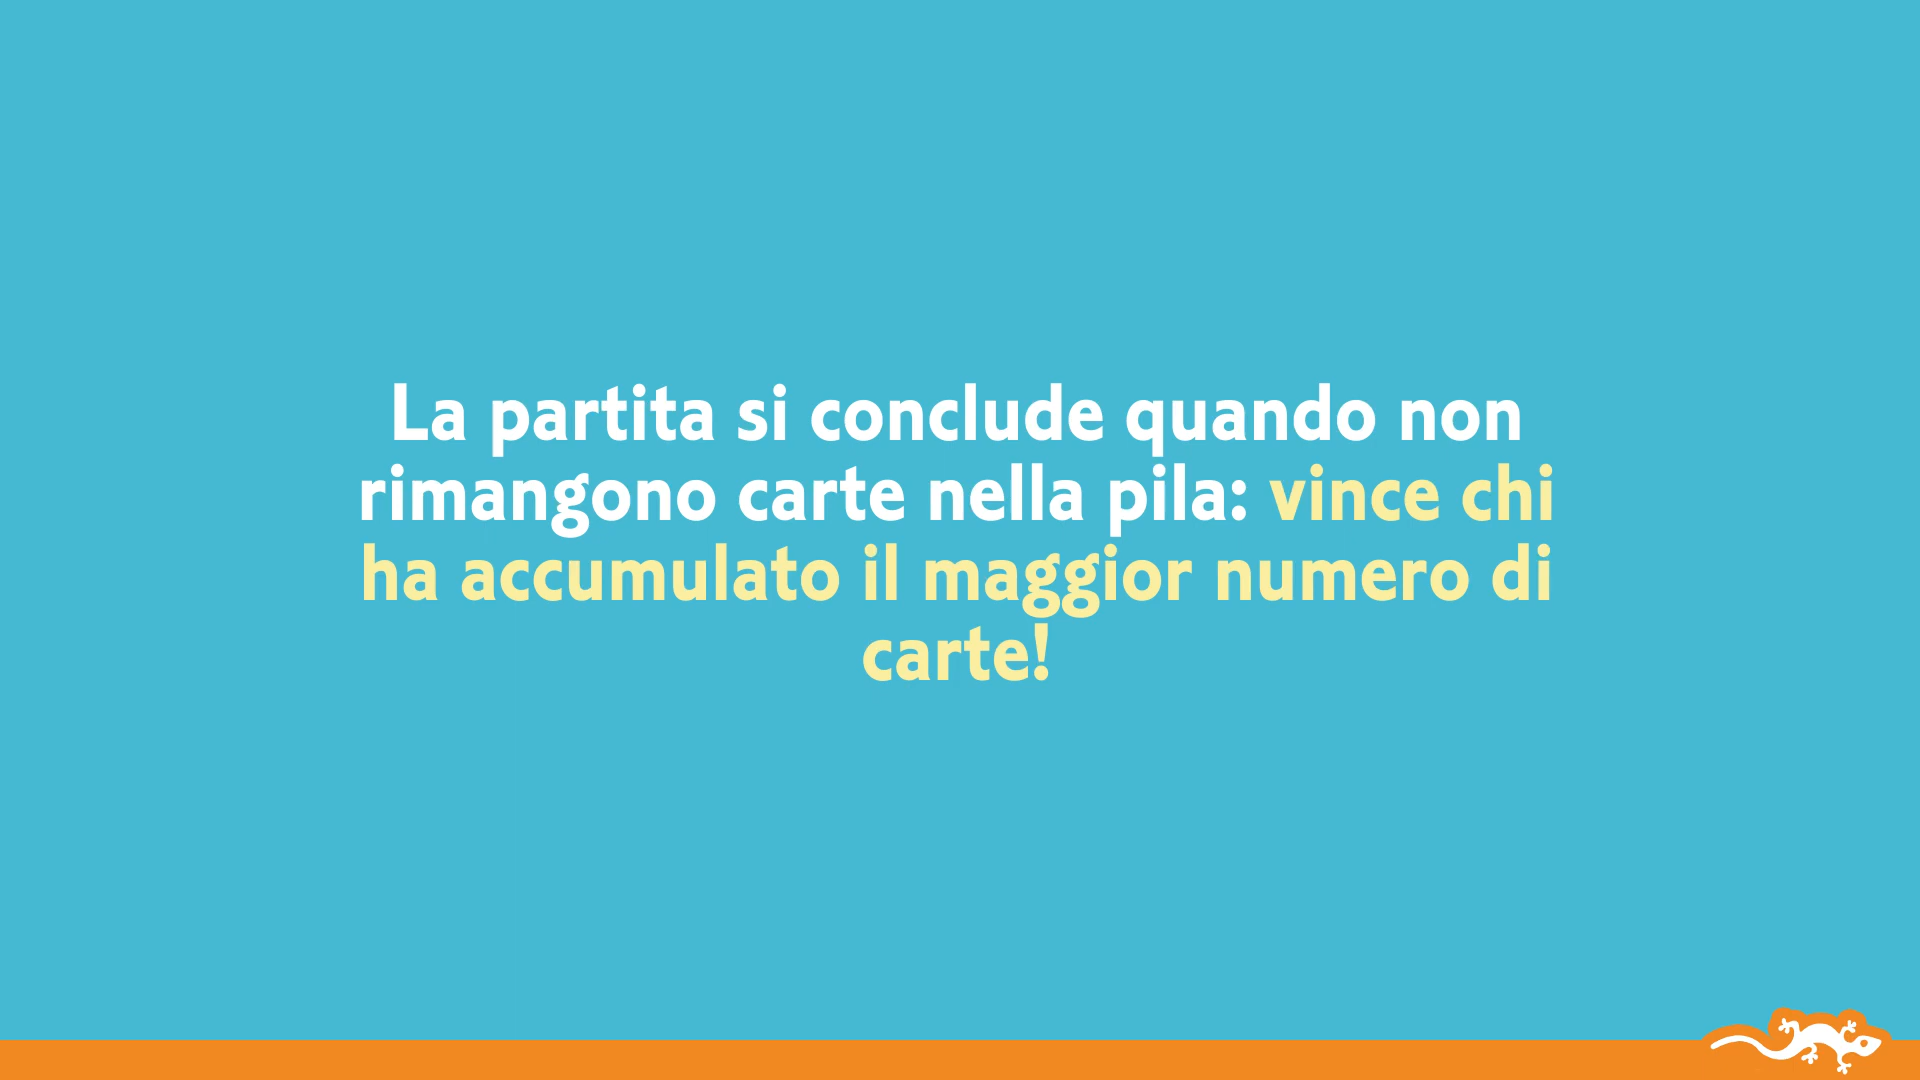 La partita si conclude quando non
rimangono carte nella pila: vince chi
ha accumulato il maggior numero di
carte!